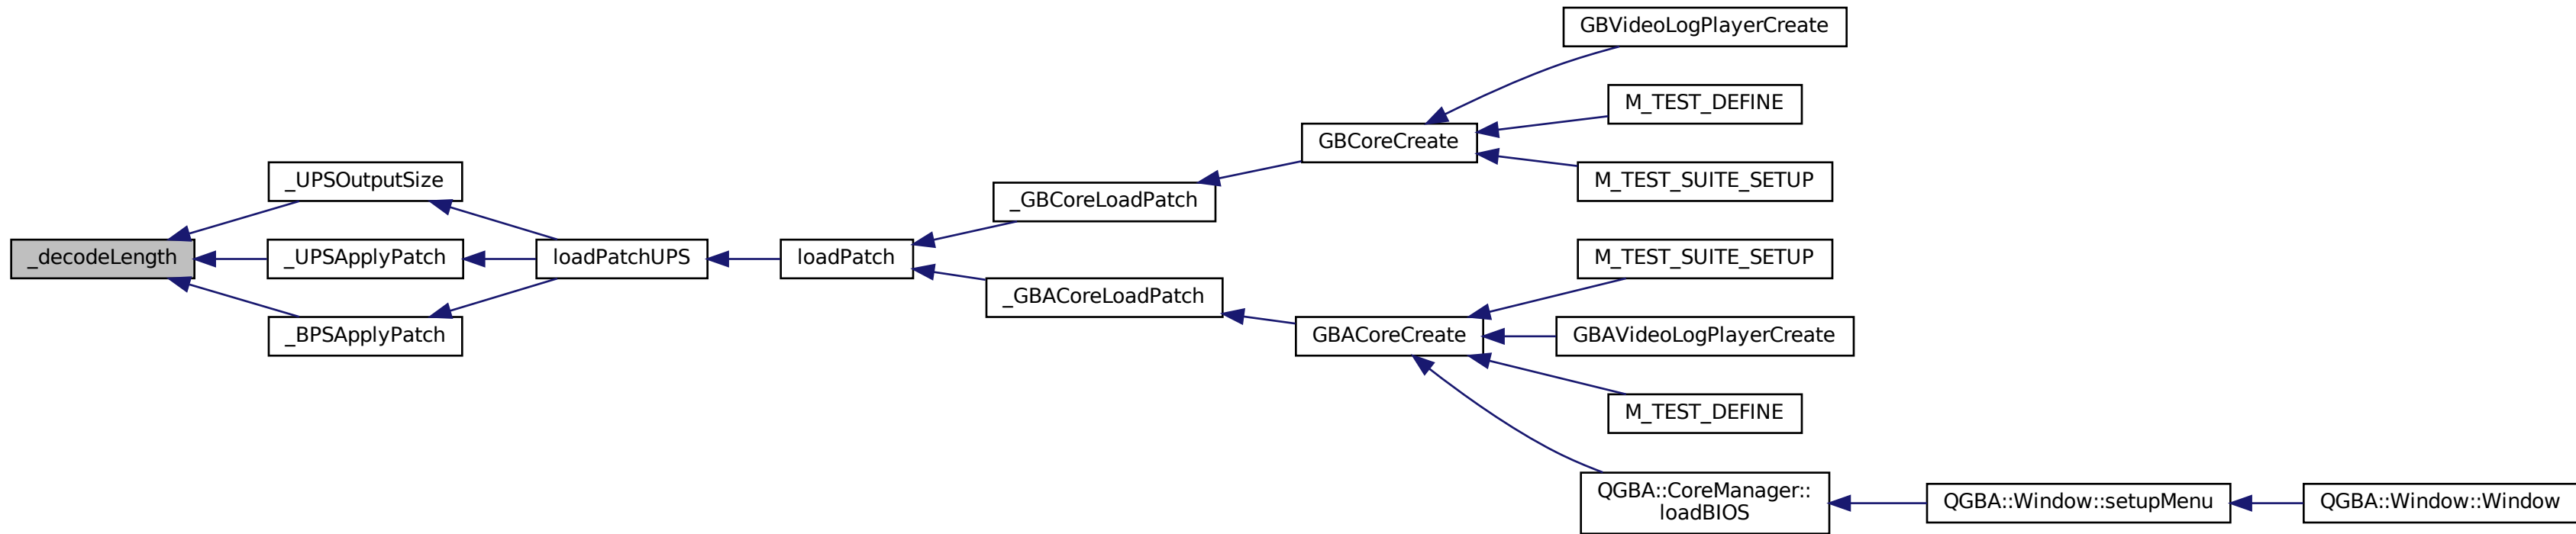 _decodeLength
_UPSOutputSize
_UPSApplyPatch
_BPSApplyPatch
loadPatchUPS
loadPatch
_GBCoreLoadPatch
_GBACoreLoadPatch
GBCoreCreate
GBACoreCreate
GBVideoLogPlayerCreate
M_TEST_DEFINE
M_TEST_SUITE_SETUP
M_TEST_SUITE_SETUP
GBAVideoLogPlayerCreate
M_TEST_DEFINE
QGBA::CoreManager::
loadBIOS
QGBA::Window::setupMenu
QGBA::Window::Window